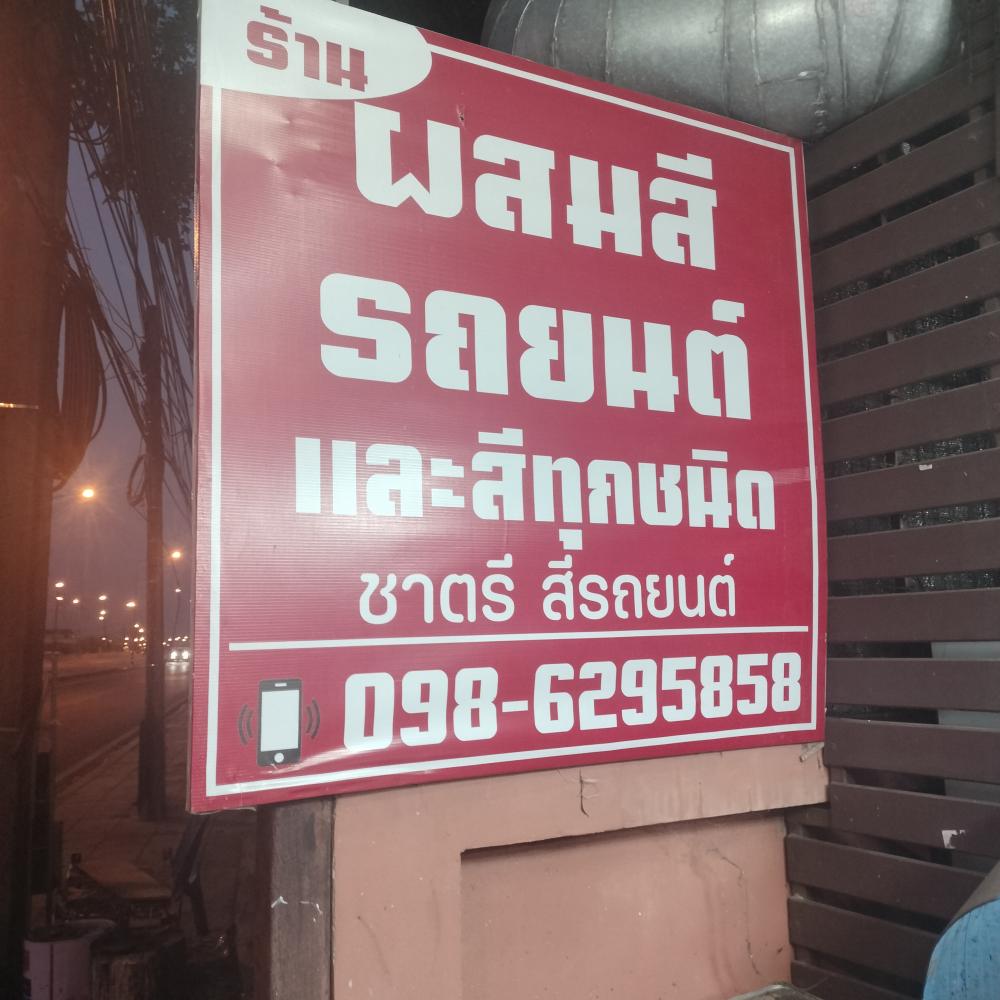 ร้าน
ผสมสี
รถยนต์
และสีทุกชนิด
ชาตรี สีรถยนต์
098-6295858